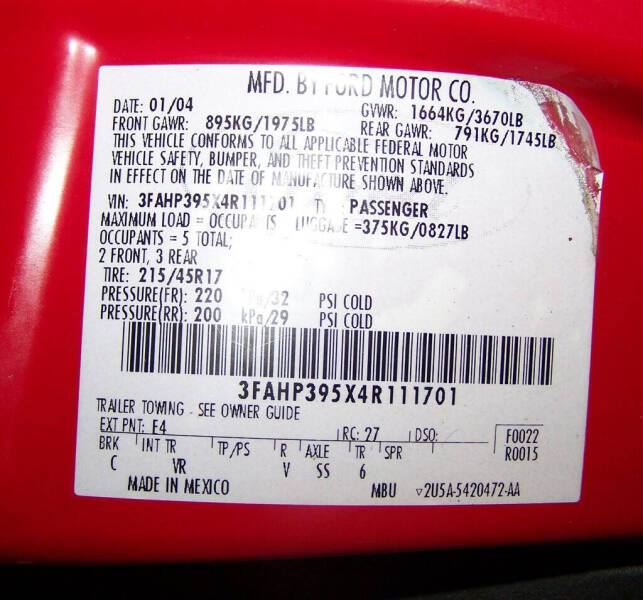 MFD. BY FORD MOTOR CO.
DATE: 01/04 GVWR: 1664KG/3670LB
FRONT GAWR: 895KG/1975LB REAR GAWR: 791KG/1745LB
THIS VEHICLE CONFORMS TO ALL APPLICABLE FEDERAL MOTOR
VEHICLE SAFETY, BUMPER, AND THEFT PREVENTION STANDARDS
IN EFFECT ON THE DATE OF MANUFACTURE SHOWN ABOVE.
VIN: 3FAHP395X4R111701 PASSENGER
MAXIMUM LOAD = LUGGAGE =375KG/0827LB
OCCUPANTS = 5 TOTAL;
2 FRONT, 3 REAR
TIRE: 215/45R17
PRESSURE(FR): 220 kPa/32 PSI COLD
PRESSURE(RR): 200 kPa/29 PSI COLD
3FAHP395X4R111701
TRAILER TOWING - SEE OWNER GUIDE
EXT PNT: E4 RC: 27 DSO: F0022
R0015
BRK INT TR TP/PS R AXLE TR SPR
C VR V SS 6
MADE IN MEXICO MBU ▽2U5A-5420472-AA